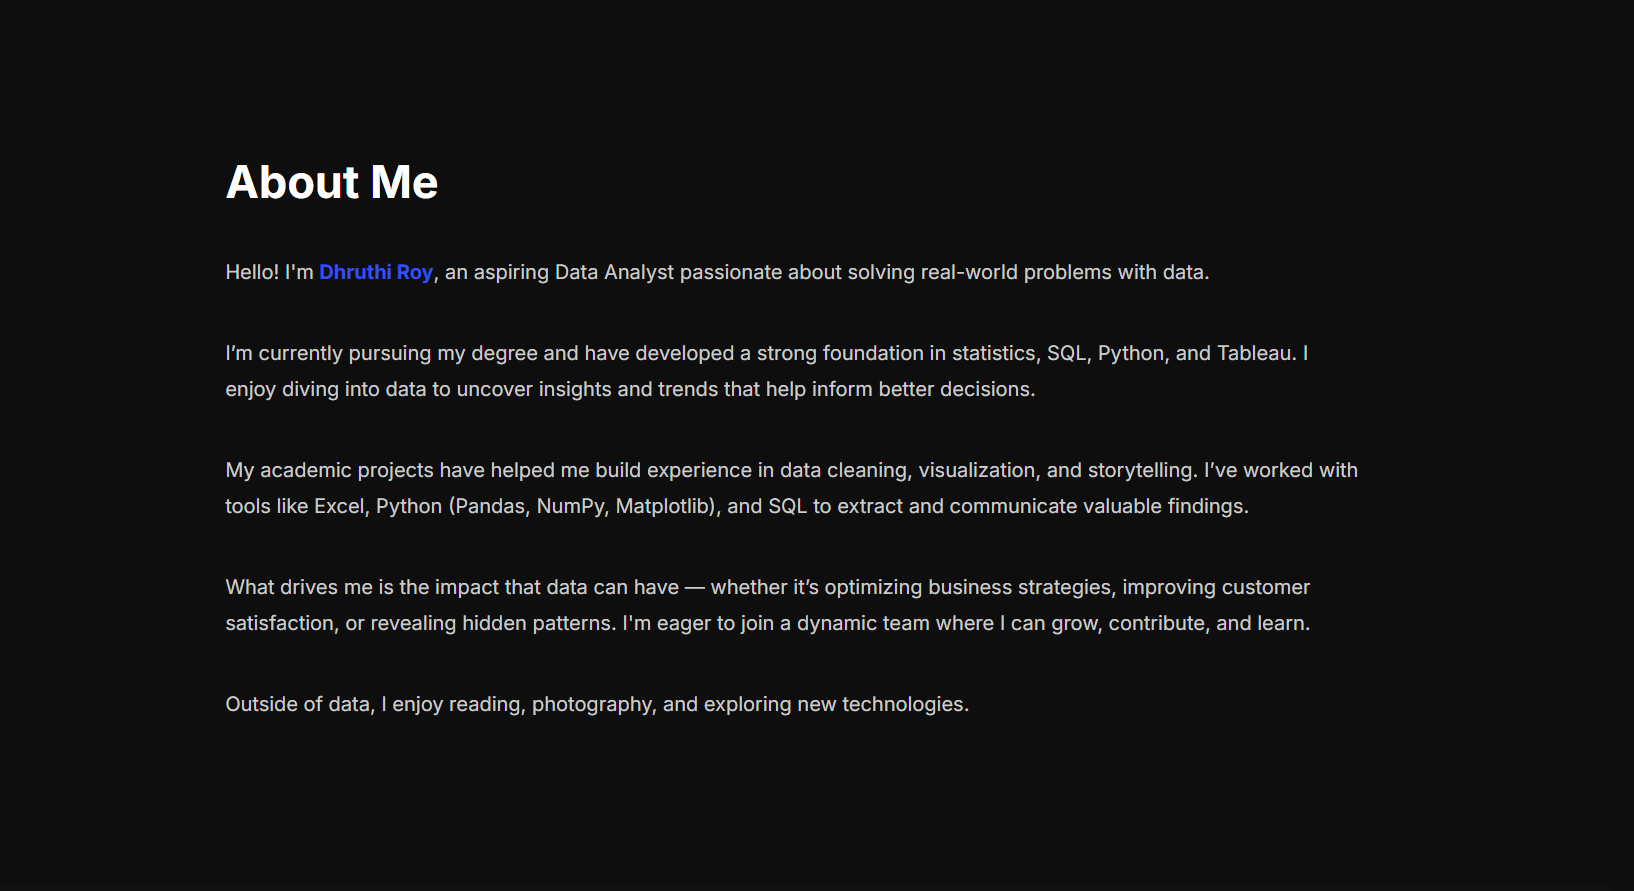 About Me
Hello! I'm Dhruthi Roy, an aspiring Data Analyst passionate about solving real-world problems with data.
I’m currently pursuing my degree and have developed a strong foundation in statistics, SQL, Python, and Tableau. I
enjoy diving into data to uncover insights and trends that help inform better decisions.
My academic projects have helped me build experience in data cleaning, visualization, and storytelling. I’ve worked with
tools like Excel, Python (Pandas, NumPy, Matplotlib), and SQL to extract and communicate valuable findings.
What drives me is the impact that data can have — whether it’s optimizing business strategies, improving customer
satisfaction, or revealing hidden patterns. I'm eager to join a dynamic team where I can grow, contribute, and learn.
Outside of data, I enjoy reading, photography, and exploring new technologies.